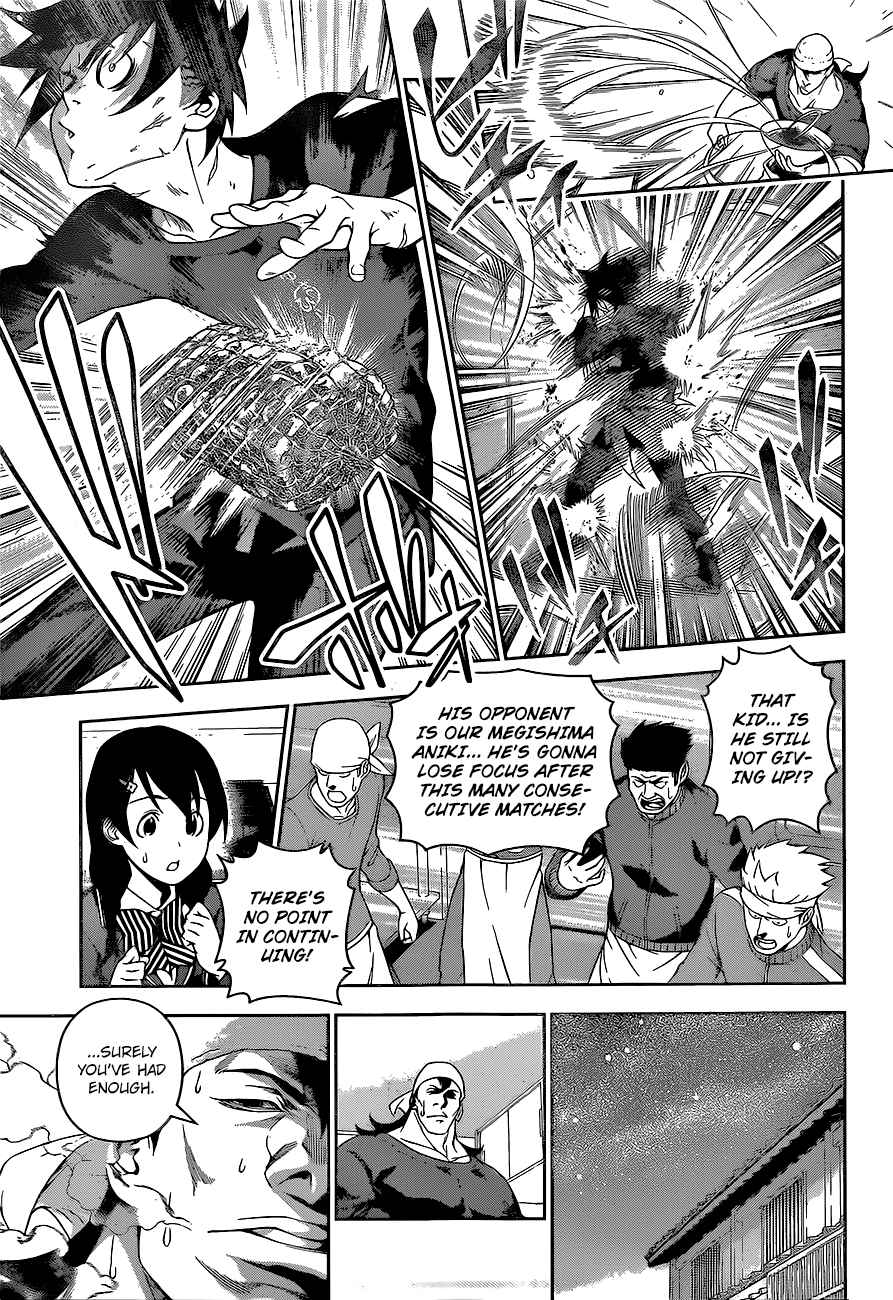 THAT
KID... IS
HE STILL
NOT GIV-
ING UP!?
HIS OPPONENT
IS OUR MEGISHIMA
ANIKI... HE'S GONNA
LOSE FOCUS AFTER
THIS MANY CONSE-
CUTIVE MATCHES!
THERE'S
NO POINT
IN CONTIN-
UING!
...SURELY
YOU'VE HAD
ENOUGH.